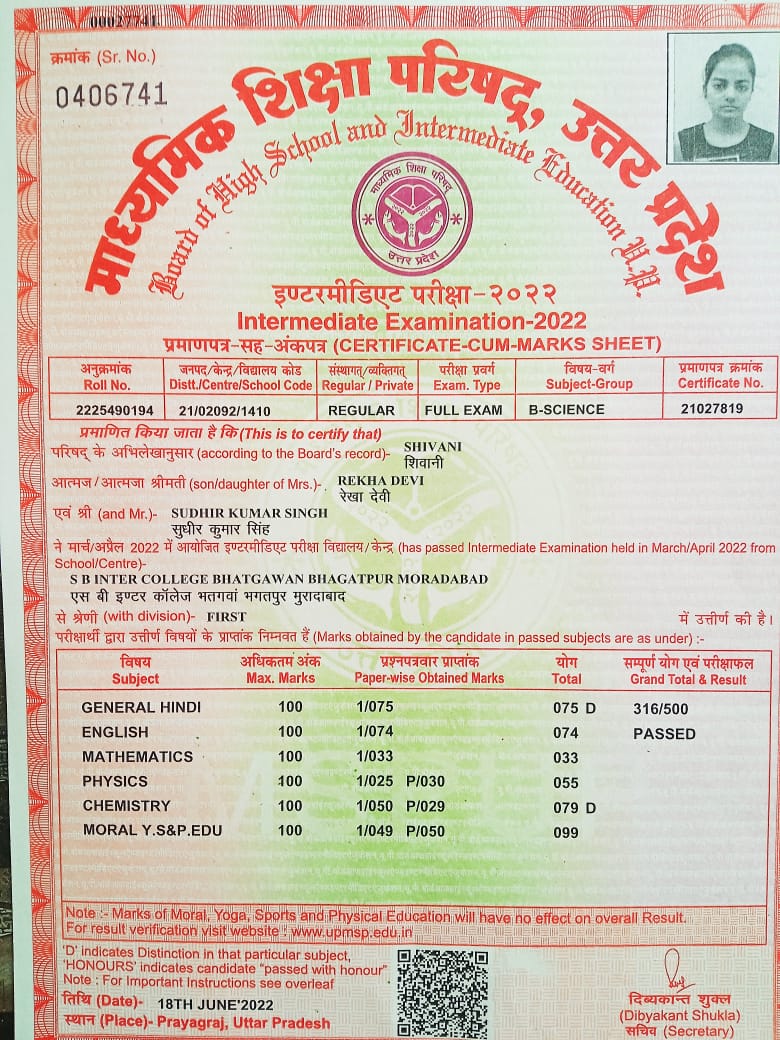 00027741
क्रमांक (Sr. No.)
0406741
माध्यमिक शिक्षा परिषद्, उत्तर प्रदेश
Board of High School and Intermediate Education U.P.
माध्यमिक शिक्षा परिषद्
उत्तर प्रदेश
इण्टरमीडिएट परीक्षा-२०२२
Intermediate Examination-2022
प्रमाणपत्र-सह-अंकपत्र (CERTIFICATE-CUM-MARKS SHEET)
अनुक्रमांक जनपद/केन्द्र/विद्यालय कोड संस्थागत/व्यक्तिगत परीक्षा प्रवर्ग विषय-वर्ग प्रमाणपत्र क्रमांक
Roll No. Distt./Centre/School Code Regular / Private Exam. Type Subject-Group Certificate No.
2225490194 21/02092/1410 REGULAR FULL EXAM B-SCIENCE 21027819
प्रमाणित किया जाता है कि (This is to certify that)
SHIVANI
परिषद् के अभिलेखानुसार (according to the Board's record)-
शिवानी
आत्मज/आत्मजा श्रीमती (son/daughter of Mrs.)- REKHA DEVI
रेखा देवी
एवं श्री (and Mr.)- SUDHIR KUMAR SINGH
सुधीर कुमार सिंह
ने मार्च/अप्रैल 2022 में आयोजित इण्टरमीडिएट परीक्षा विद्यालय/केन्द्र (has passed Intermediate Examination held in March/April 2022 from
School/Centre)-
S B INTER COLLEGE BHATGAWAN BHAGATPUR MORADABAD
एस बी इण्टर कॉलेज भतगवां भगतपुर मुरादाबाद
से श्रेणी (with division)- FIRST में उत्तीर्ण की है।
परीक्षार्थी द्वारा उत्तीर्ण विषयों के प्राप्तांक निम्नवत हैं (Marks obtained by the candidate in passed subjects are as under) :-
विषय अधिकतम अंक प्रश्नपत्रवार प्राप्तांक योग सम्पूर्ण योग एवं परीक्षाफल
Subject Max. Marks Paper-wise Obtained Marks Total Grand Total & Result
GENERAL HINDI 100 1/075 075 D 316/500
ENGLISH 100 1/074 074 PASSED
MATHEMATICS 100 1/033 033
PHYSICS 100 1/025 P/030 055
CHEMISTRY 100 1/050 P/029 079 D
MORAL Y.S&P.EDU 100 1/049 P/050 099
Note :- Marks of Moral, Yoga, Sports and Physical Education will have no effect on overall Result.
For result verification visit website : www.upmsp.edu.in
'D' indicates Distinction in that particular subject,
'HONOURS' indicates candidate "passed with honour"
Note : For Important Instructions see overleaf
तिथि (Date)- 18TH JUNE'2022
स्थान (Place)- Prayagraj, Uttar Pradesh
दिव्यकान्त शुक्ल
(Dibyakant Shukla)
सचिव (Secretary)